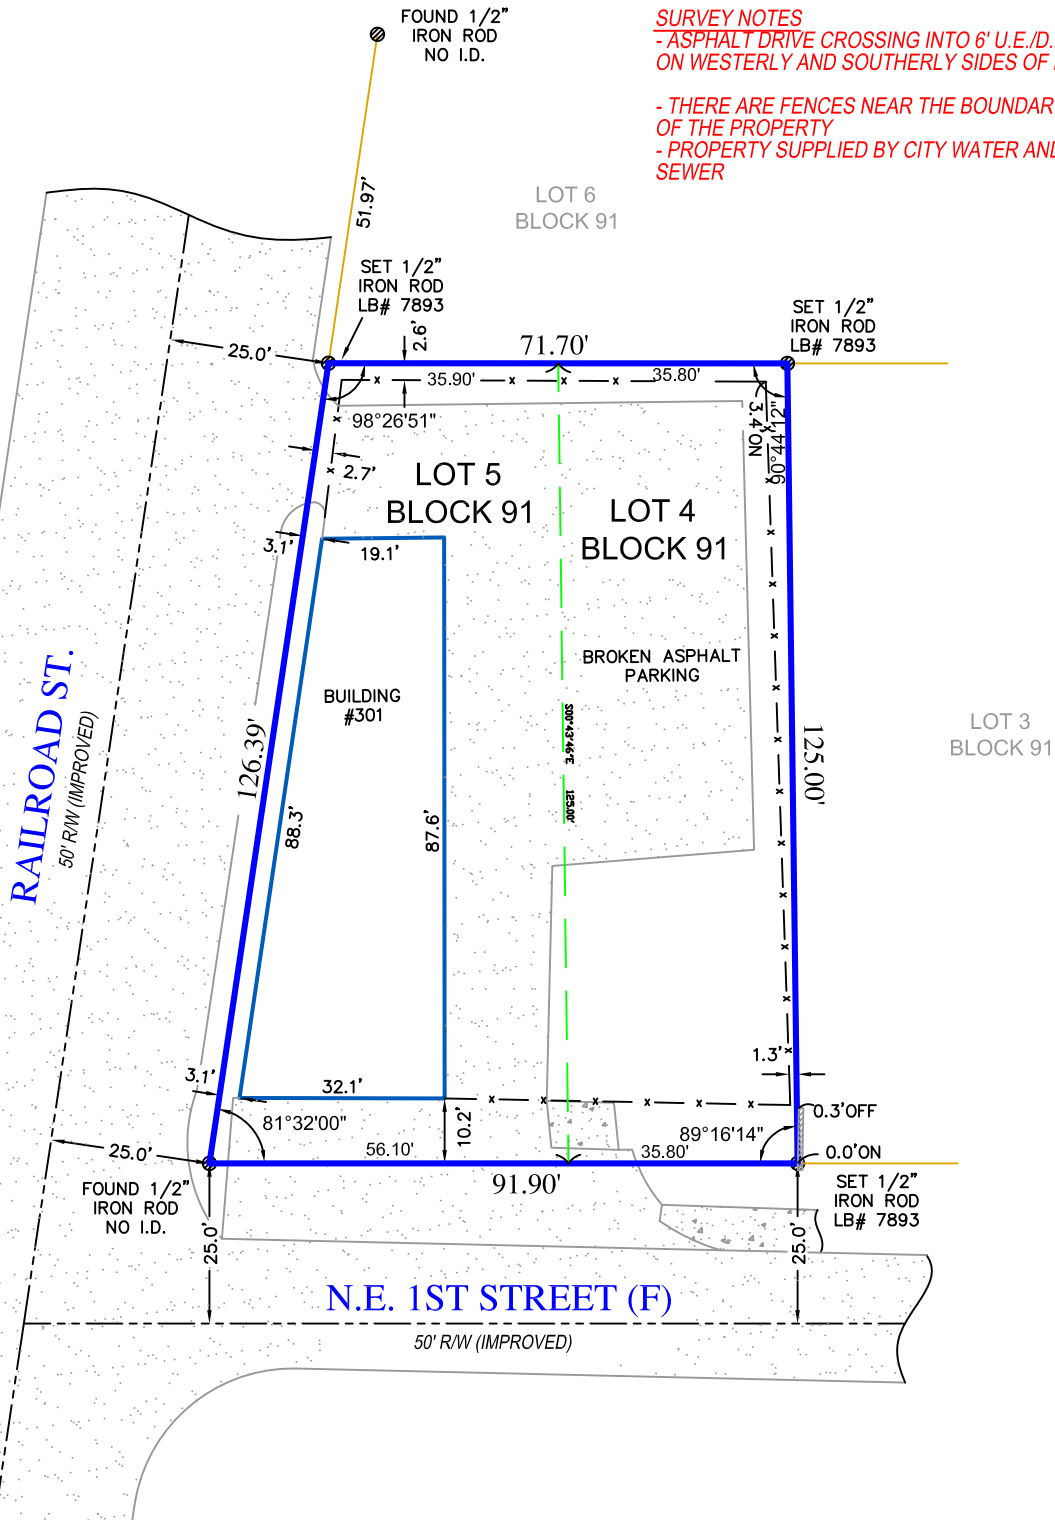 FOUND 1/2"
IRON ROD
NO I.D.
SURVEY NOTES
- ASPHALT DRIVE CROSSING INTO 6' U.E./D.
ON WESTERLY AND SOUTHERLY SIDES OF
- THERE ARE FENCES NEAR THE BOUNDAR
OF THE PROPERTY
- PROPERTY SUPPLIED BY CITY WATER AND
SEWER
51.97'
LOT 6
BLOCK 91
SET 1/2"
IRON ROD
LB# 7893
2.6'
SET 1/2"
IRON ROD
LB# 7893
25.0'
71.70'
35.90'
35.80'
98°26'51"
3.4'ON
90°44'12"
2.7'
LOT 5
BLOCK 91
LOT 4
BLOCK 91
3.1'
19.1'
BROKEN ASPHALT
PARKING
BUILDING
#301
S00°43'46"E 125.00'
RAILROAD ST.
50' R/W (IMPROVED)
126.39'
88.3'
87.6'
125.00'
LOT 3
BLOCK 91
3.1'
32.1'
1.3'
10.2'
81°32'00"
89°16'14"
0.3'OFF
25.0'
56.10'
35.80'
0.0'ON
91.90'
FOUND 1/2"
IRON ROD
NO I.D.
SET 1/2"
IRON ROD
LB# 7893
25.0'
25.0'
N.E. 1ST STREET (F)
50' R/W (IMPROVED)